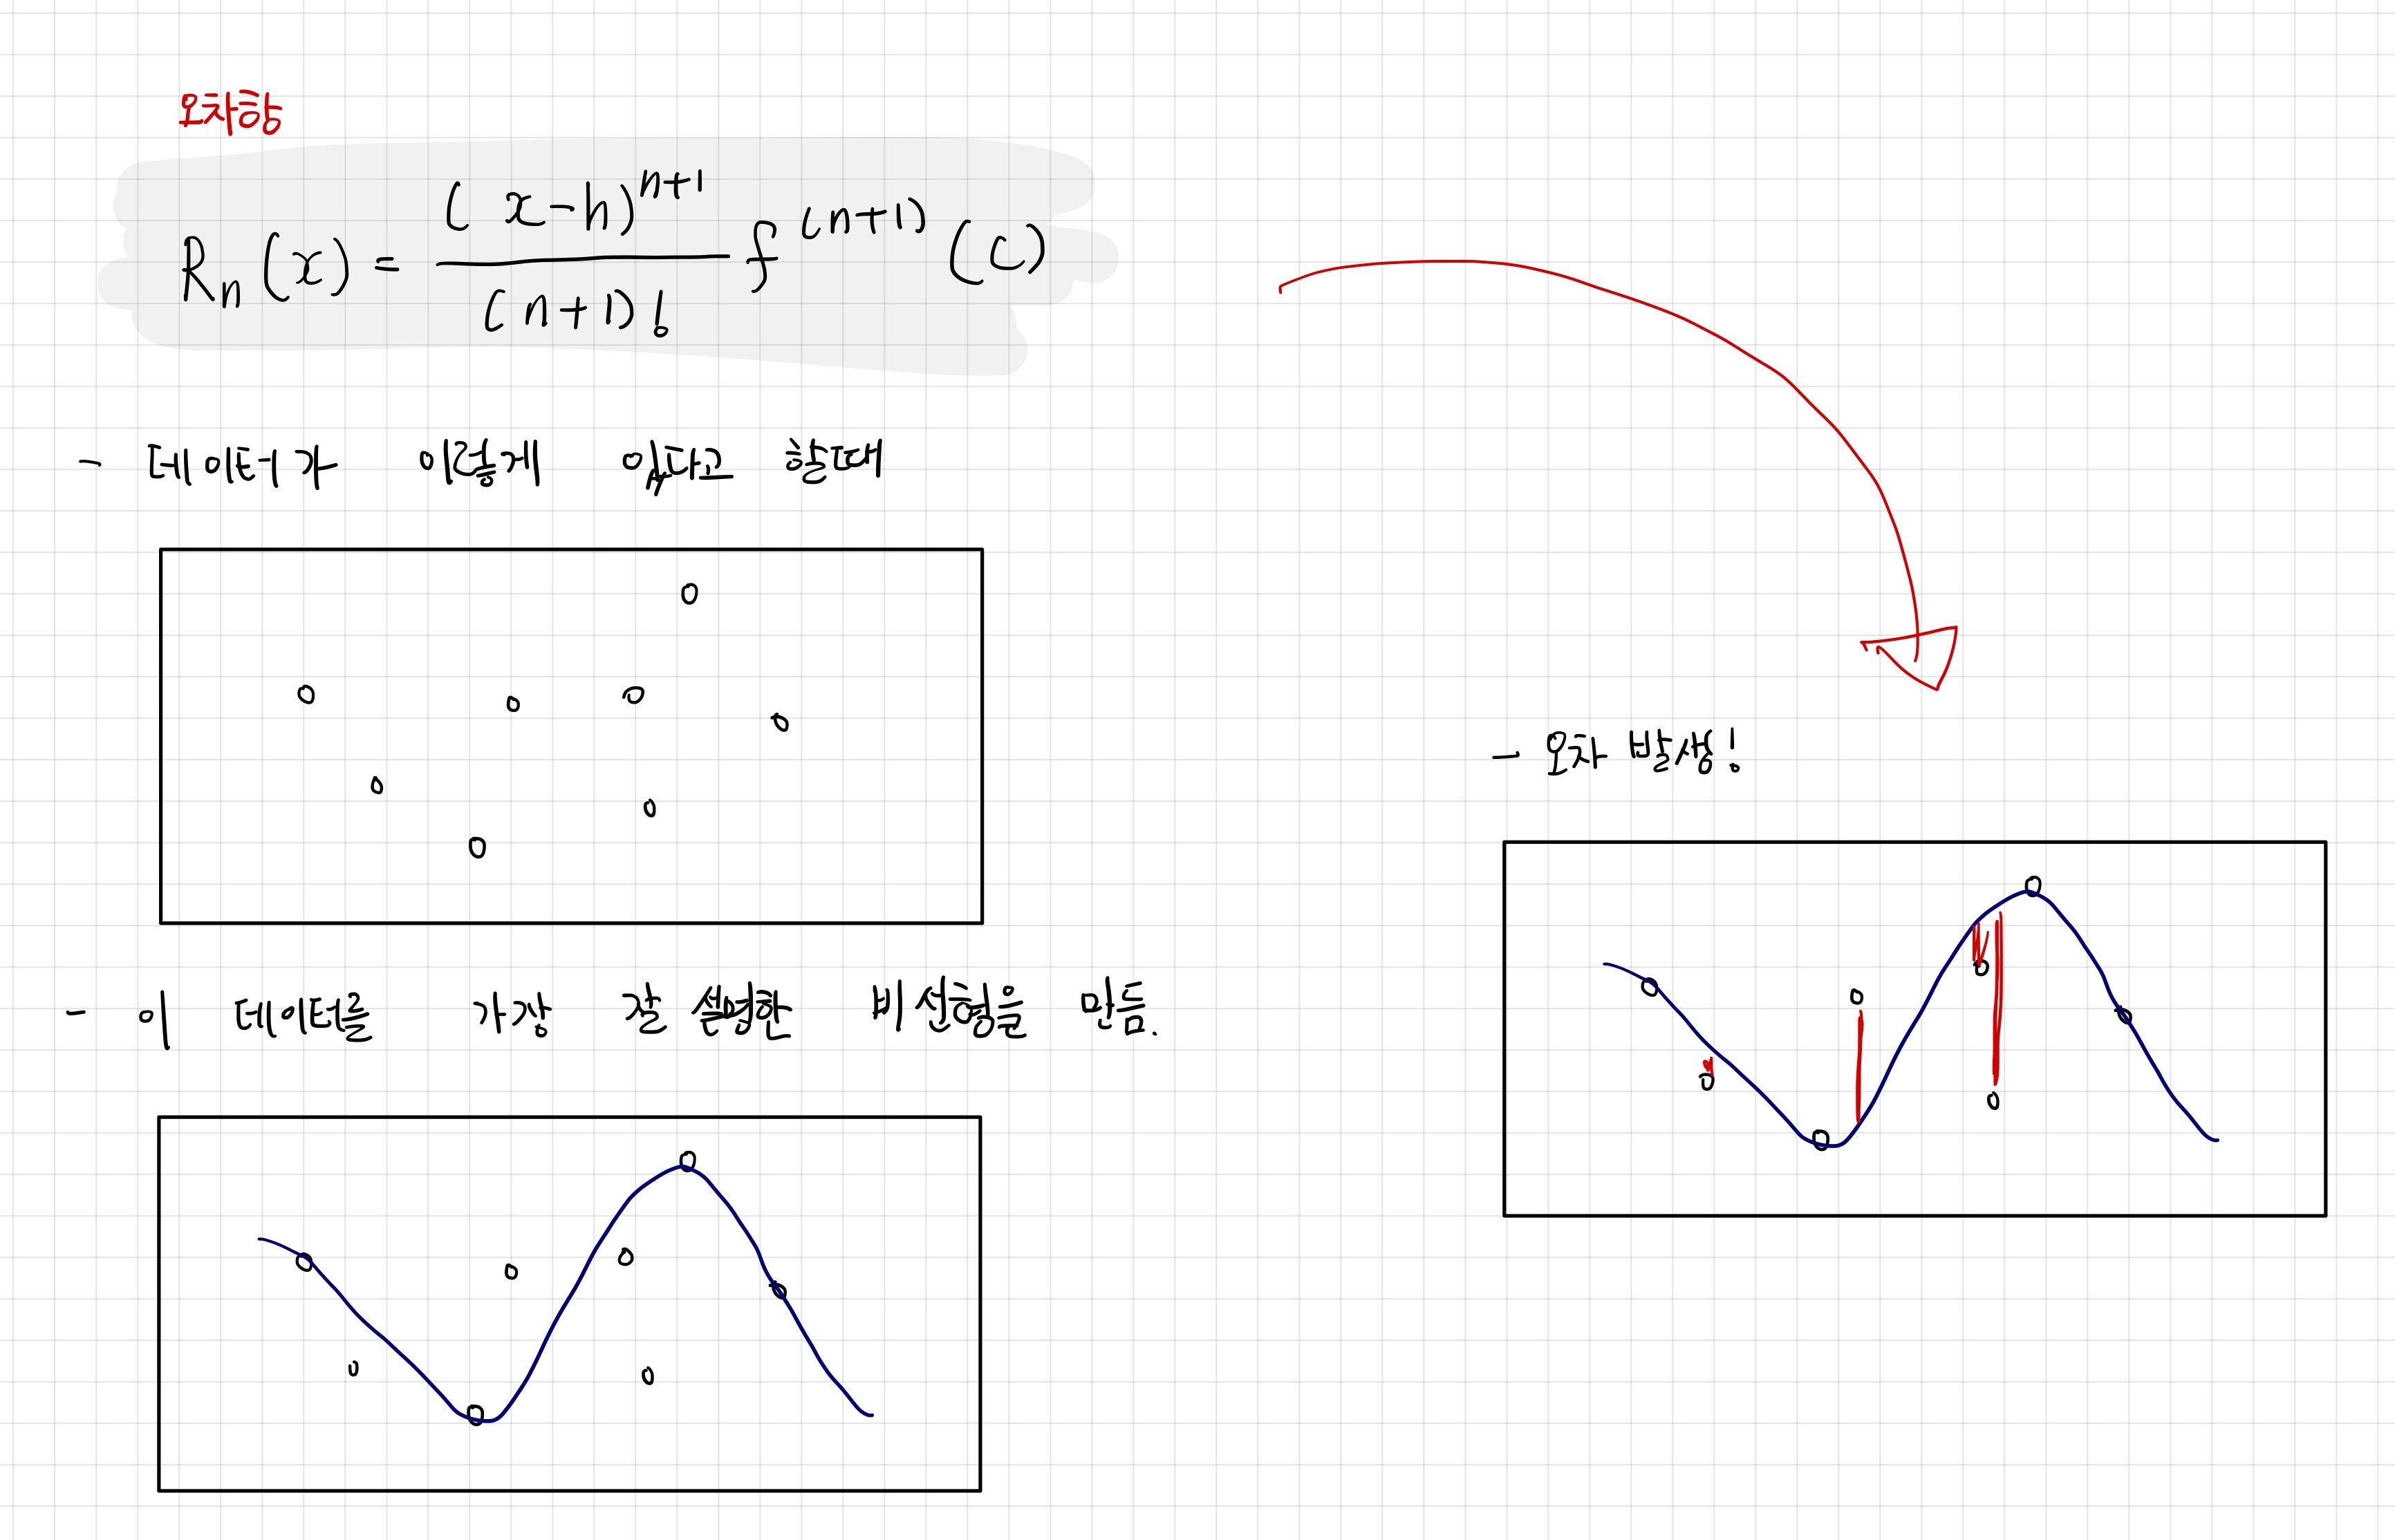 오차항
Rₙ(x) = (x-h)ⁿ⁺¹ / (n+1)! f⁽ⁿ⁺¹⁾(c)
- 데이터가 이렇게 있다고 할때
- 이 데이터를 가장 잘 설명한 비선형을 만듬.
- 오차 발생!